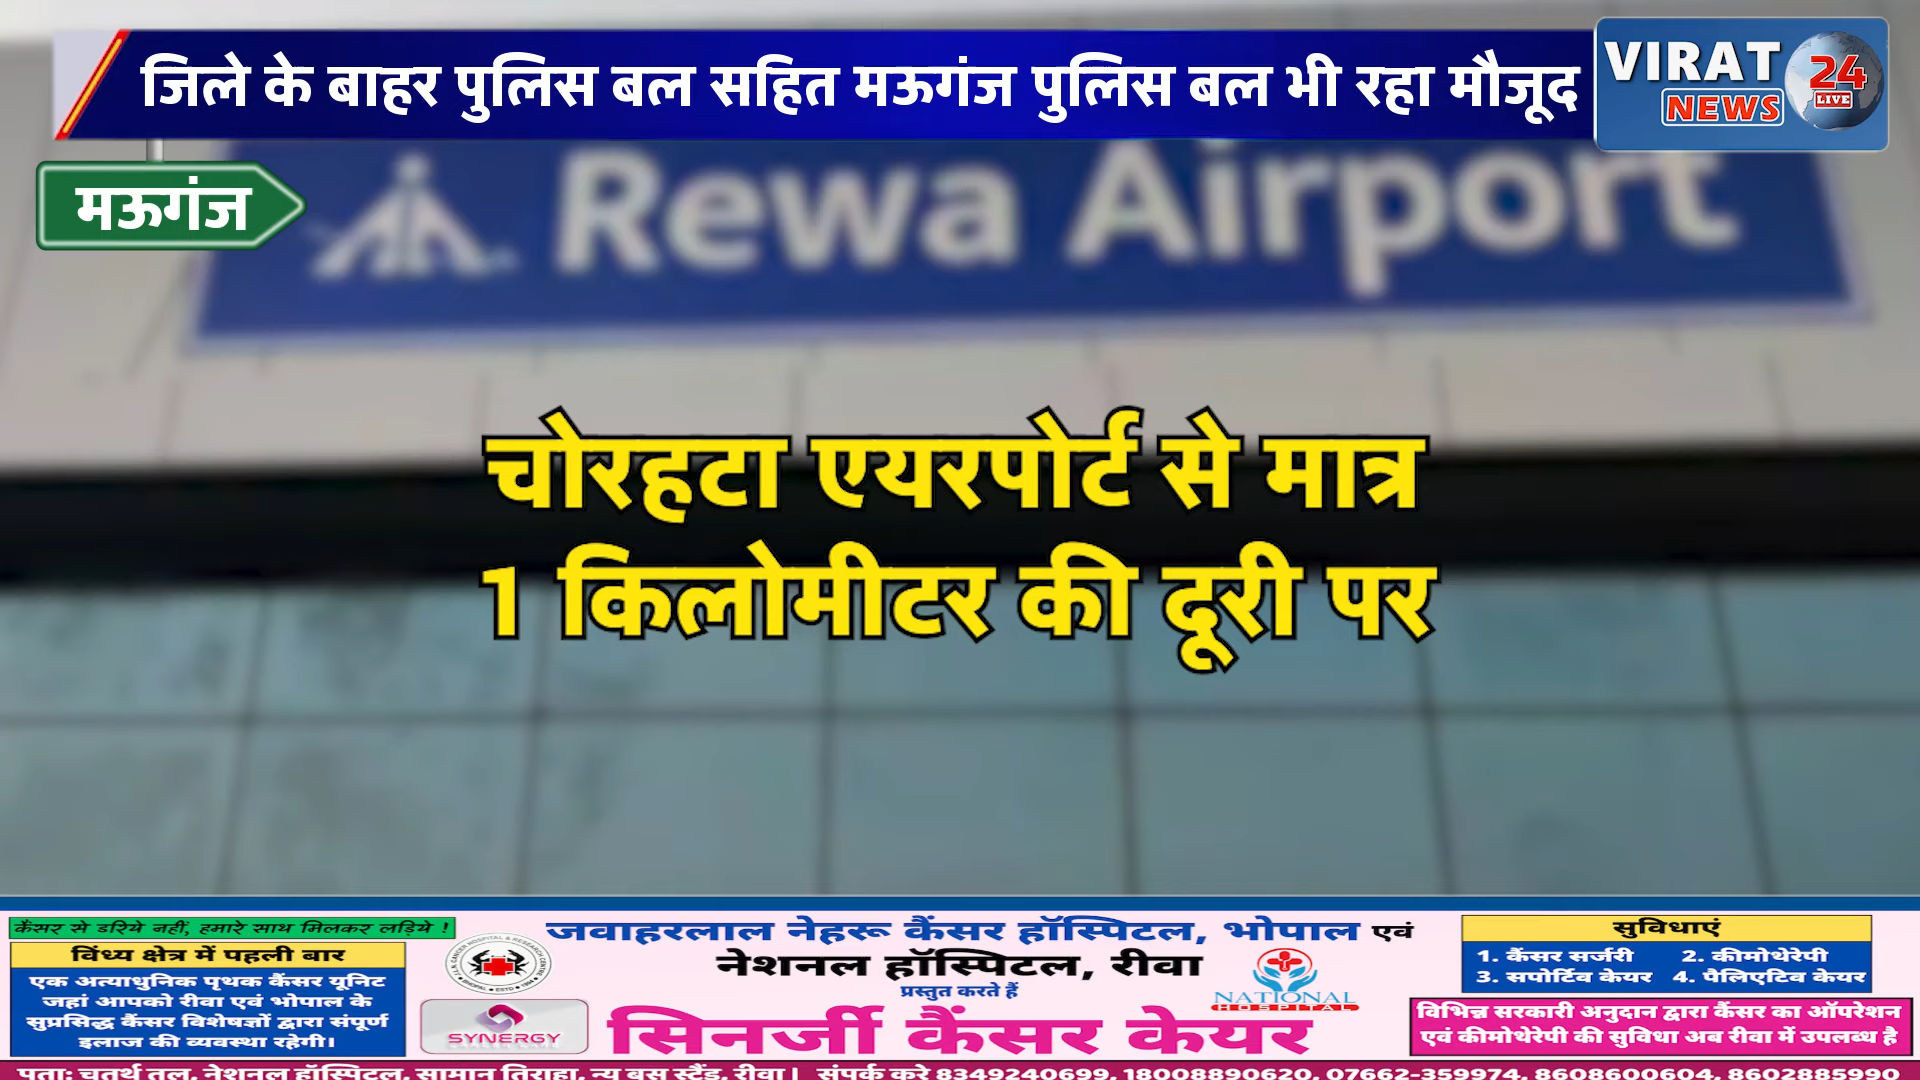 जिले के बाहर पुलिस बल सहित मऊगंज पुलिस बल भी रहा मौजूद
VIRAT
NEWS
24
LIVE
मऊगंज
Rewa Airport
चोरहटा एयरपोर्ट से मात्र
1 किलोमीटर की दूरी पर
कैंसर से डरिये नहीं, हमारे साथ मिलकर लड़िये !
विंध्य क्षेत्र में पहली बार
एक अत्याधुनिक पृथक कैंसर यूनिट
जहां आपको रीवा एवं भोपाल के
सुप्रसिद्ध कैंसर विशेषज्ञों द्वारा संपूर्ण
इलाज की व्यवस्था रहेगी।
SYNERGY
जवाहरलाल नेहरू कैंसर हॉस्पिटल, भोपाल एवं
नेशनल हॉस्पिटल, रीवा
प्रस्तुत करते हैं
सिनर्जी कैंसर केयर
NATIONAL
HOSPITAL
सुविधाएं
1. कैंसर सर्जरी 2. कीमोथेरेपी
3. सपोर्टिव केयर 4. पैलिएटिव केयर
विभिन्न सरकारी अनुदान द्वारा कैंसर का ऑपरेशन
एवं कीमोथेरेपी की सुविधा अब रीवा में उपलब्ध है
पता: चतुर्थ तल, नेशनल हॉस्पिटल, सामान तिराहा, न्यू बस स्टैंड, रीवा। संपर्क करे 8349240699, 18008890620, 07662-359974, 8608600604, 8602885990